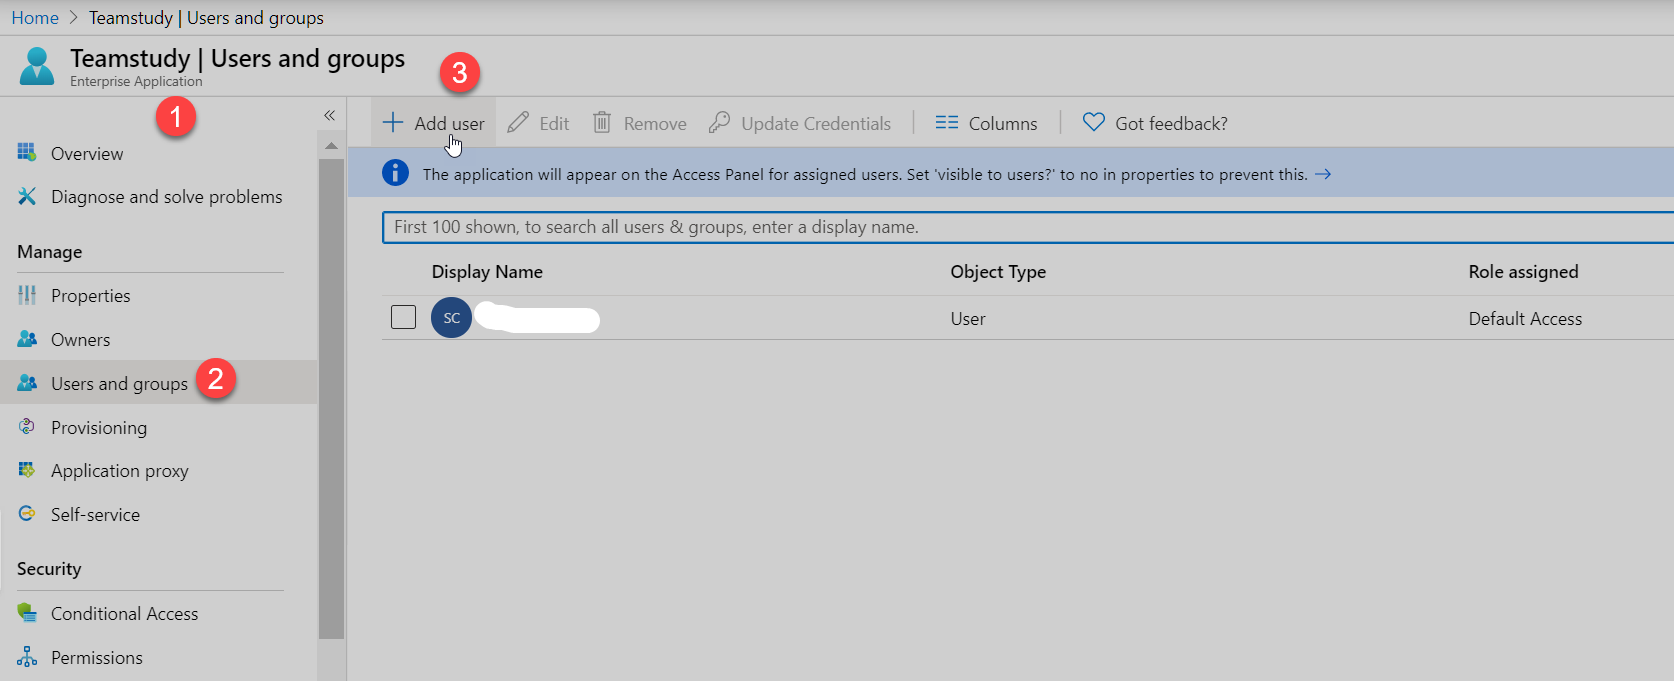 Home > Teamstudy | Users and groups
Teamstudy | Users and groups
Enterprise Application
1
3
«
Overview
Diagnose and solve problems
Manage
Properties
Owners
Users and groups
2
Provisioning
Application proxy
Self-service
Security
Conditional Access
Permissions
+ Add user Edit Remove Update Credentials Columns Got feedback?
The application will appear on the Access Panel for assigned users. Set 'visible to users?' to no in properties to prevent this. →
First 100 shown, to search all users & groups, enter a display name.
Display Name Object Type Role assigned
SC User Default Access